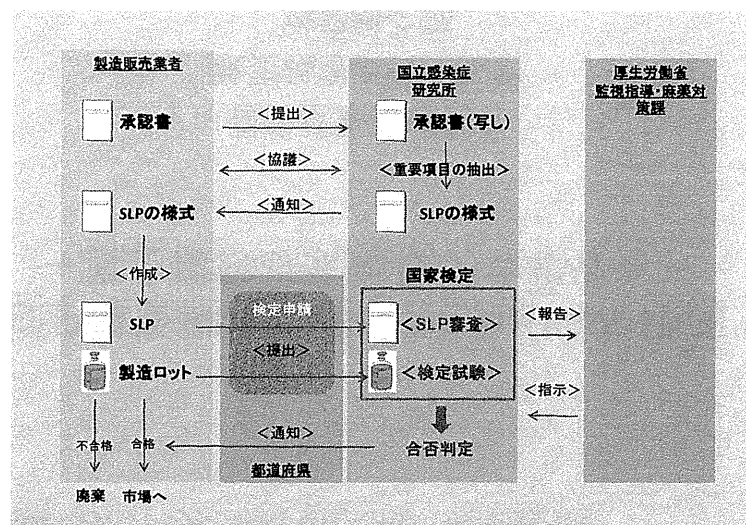 製造販売業者
国立感染症
研究所
厚生労働省
監視指導・麻薬対
策課
承認書
＜提出＞
承認書(写し)
＜協議＞
＜重要項目の抽出＞
SLPの様式
＜通知＞
SLPの様式
＜作成＞
国家検定
検定申請
SLP
＜SLP審査＞
＜報告＞
＜提出＞
製造ロット
＜検定試験＞
＜指示＞
不合格
合格
＜通知＞
合否判定
都道府県
廃棄
市場へ